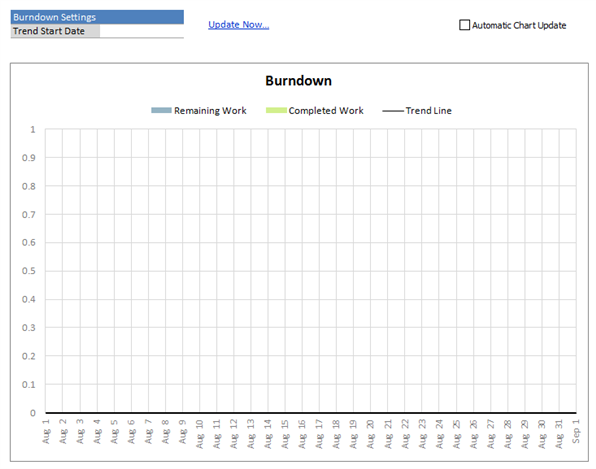 Burndown Settings
Trend Start Date
Update Now...
Automatic Chart Update
Burndown
Remaining Work
Completed Work
Trend Line
1
0.9
0.8
0.7
0.6
0.5
0.4
0.3
0.2
0.1
0
Aug 1
Aug 2
Aug 3
Aug 4
Aug 5
Aug 6
Aug 7
Aug 8
Aug 9
Aug 10
Aug 11
Aug 12
Aug 13
Aug 14
Aug 15
Aug 16
Aug 17
Aug 18
Aug 19
Aug 20
Aug 21
Aug 22
Aug 23
Aug 24
Aug 25
Aug 26
Aug 27
Aug 28
Aug 29
Aug 30
Aug 31
Sep 1